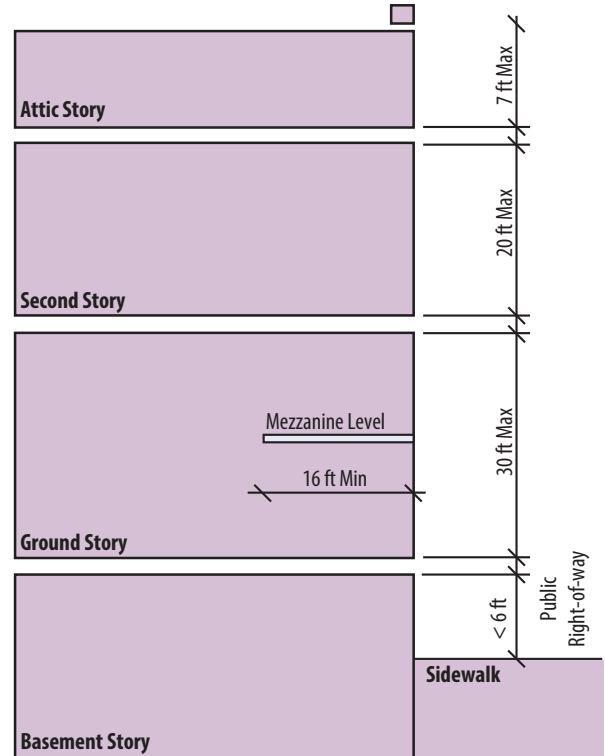 7 ft Max
Attic Story
20 ft Max
Second Story
Mezzanine Level
30 ft Max
16 ft Min
Ground Story
< 6 ft
Public
Right-of-way
Sidewalk
Basement Story